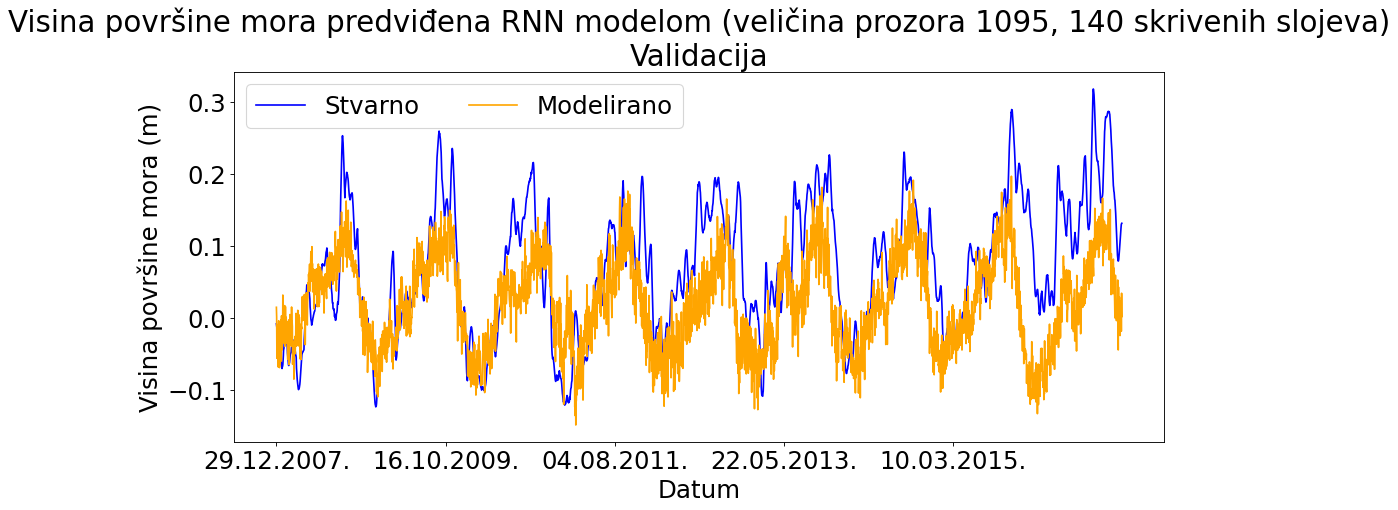 Visina površine mora predviđena RNN modelom (veličina prozora 1095, 140 skrivenih slojeva)
Validacija
Stvarno
Modelirano
Visina površine mora (m)
0.3
0.2
0.1
0.0
−0.1
29.12.2007.
16.10.2009.
04.08.2011.
22.05.2013.
10.03.2015.
Datum